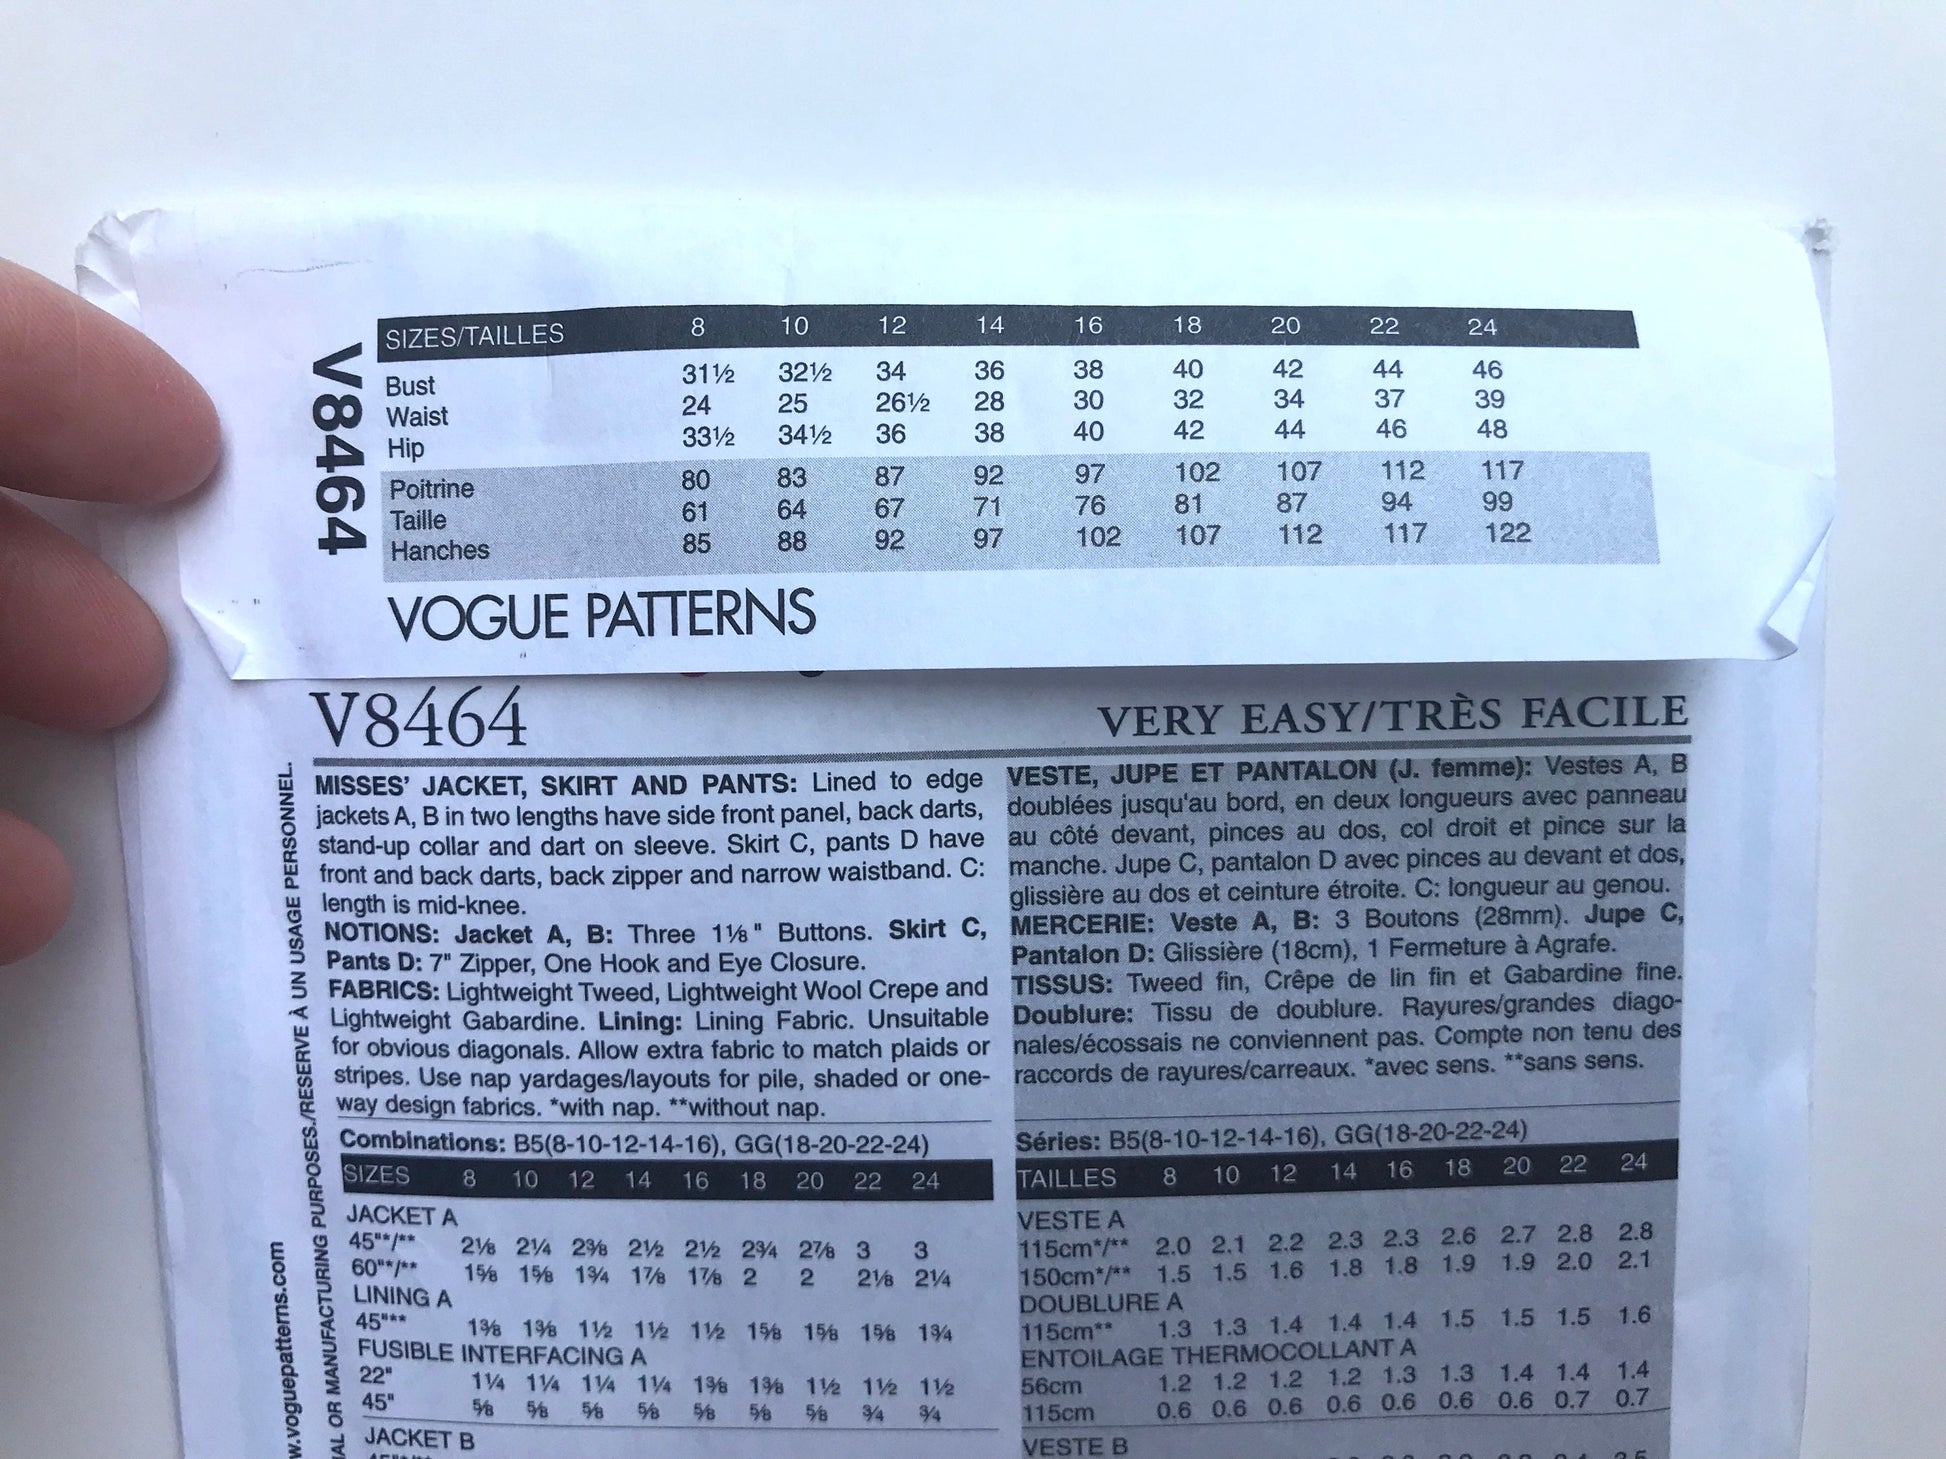 V8464
SIZES/TAILLES 8 10 12 14 16 18 20 22 24
Bust 31½ 32½ 34 36 38 40 42 44 46
Waist 24 25 26½ 28 30 32 34 37 39
Hip 33½ 34½ 36 38 40 42 44 46 48
Poitrine 80 83 87 92 97 102 107 112 117
Taille 61 64 67 71 76 81 87 94 99
Hanches 85 88 92 97 102 107 112 117 122
VOGUE PATTERNS
V8464
VERY EASY/TRÈS FACILE
MISSES' JACKET, SKIRT AND PANTS: Lined to edge
jackets A, B in two lengths have side front panel, back darts,
stand-up collar and dart on sleeve. Skirt C, pants D have
front and back darts, back zipper and narrow waistband. C:
length is mid-knee.
NOTIONS: Jacket A, B: Three 1⅛" Buttons. Skirt C,
Pants D: 7" Zipper, One Hook and Eye Closure.
FABRICS: Lightweight Tweed, Lightweight Wool Crepe and
Lightweight Gabardine. Lining: Lining Fabric. Unsuitable
for obvious diagonals. Allow extra fabric to match plaids or
stripes. Use nap yardages/layouts for pile, shaded or one-
way design fabrics. *with nap. **without nap.
Combinations: B5(8-10-12-14-16), GG(18-20-22-24)
SIZES 8 10 12 14 16 18 20 22 24
JACKET A
45"*/** 2⅛ 2¼ 2⅜ 2½ 2½ 2¾ 2⅞ 3 3
60"*/** 1⅝ 1⅝ 1¾ 1⅞ 1⅞ 2 2 2⅛ 2¼
LINING A
45"** 1⅜ 1⅜ 1½ 1½ 1½ 1⅝ 1⅝ 1⅝ 1¾
FUSIBLE INTERFACING A
22" 1¼ 1¼ 1¼ 1¼ 1⅜ 1⅜ 1½ 1½ 1½
45" ⅝ ⅝ ⅝ ⅝ ⅝ ⅝ ⅝ ¾ ¾
JACKET B
VESTE, JUPE ET PANTALON (J. femme): Vestes A, B
doublées jusqu'au bord, en deux longueurs avec panneau
au côté devant, pinces au dos, col droit et pince sur la
manche. Jupe C, pantalon D avec pinces au devant et dos,
glissière au dos et ceinture étroite. C: longueur au genou.
MERCERIE: Veste A, B: 3 Boutons (28mm). Jupe C,
Pantalon D: Glissière (18cm), 1 Fermeture à Agrafe.
TISSUS: Tweed fin, Crêpe de lin fin et Gabardine fine.
Doublure: Tissu de doublure. Rayures/grandes diago-
nales/écossais ne conviennent pas. Compte non tenu des
raccords de rayures/carreaux. *avec sens. **sans sens.
Séries: B5(8-10-12-14-16), GG(18-20-22-24)
TAILLES 8 10 12 14 16 18 20 22 24
VESTE A
115cm*/** 2.0 2.1 2.2 2.3 2.3 2.6 2.7 2.8 2.8
150cm*/** 1.5 1.5 1.6 1.8 1.8 1.9 1.9 2.0 2.1
DOUBLURE A
115cm** 1.3 1.3 1.4 1.4 1.4 1.5 1.5 1.5 1.6
ENTOILAGE THERMOCOLLANT A
56cm 1.2 1.2 1.2 1.2 1.3 1.3 1.4 1.4 1.4
115cm 0.6 0.6 0.6 0.6 0.6 0.6 0.6 0.7 0.7
VESTE B
w.voguepatterns.com
OR MANUFACTURING PURPOSES./RESERVE À UN USAGE PERSONNEL.